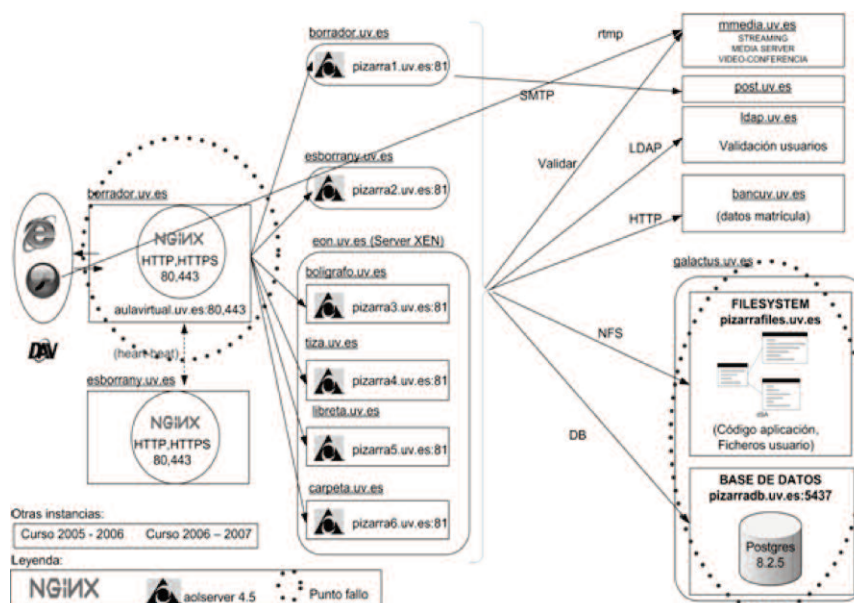 borrador.uv.es
pizarra1.uv.es:81
rtmp
mmedia.uv.es
STREAMING
MEDIA SERVER
VIDEO-CONFERENCIA
SMTP
post.uv.es
esborrany.uv.es
pizarra2.uv.es:81
Validar
LDAP
ldap.uv.es
Validación usuarios
HTTP
bancuv.uv.es
(datos matrícula)
borrador.uv.es
NGiNX
HTTP,HTTPS
80,443
aulavirtual.uv.es:80,443
DAV
(heart-beat)
esborrany.uv.es
NGiNX
HTTP,HTTPS
80,443
eon.uv.es (Server XEN)
boligrafo.uv.es
pizarra3.uv.es:81
tiza.uv.es
pizarra4.uv.es:81
libreta.uv.es
pizarra5.uv.es:81
carpeta.uv.es
pizarra6.uv.es:81
NFS
DB
galactus.uv.es
FILESYSTEM
pizarrafiles.uv.es
(Código aplicación,
Ficheros usuario)
BASE DE DATOS
pizarradb.uv.es:5437
Postgres
8.2.5
Otras instancias:
Curso 2005 - 2006 Curso 2006 – 2007
Leyenda:
NGiNX aolserver 4.5 Punto fallo